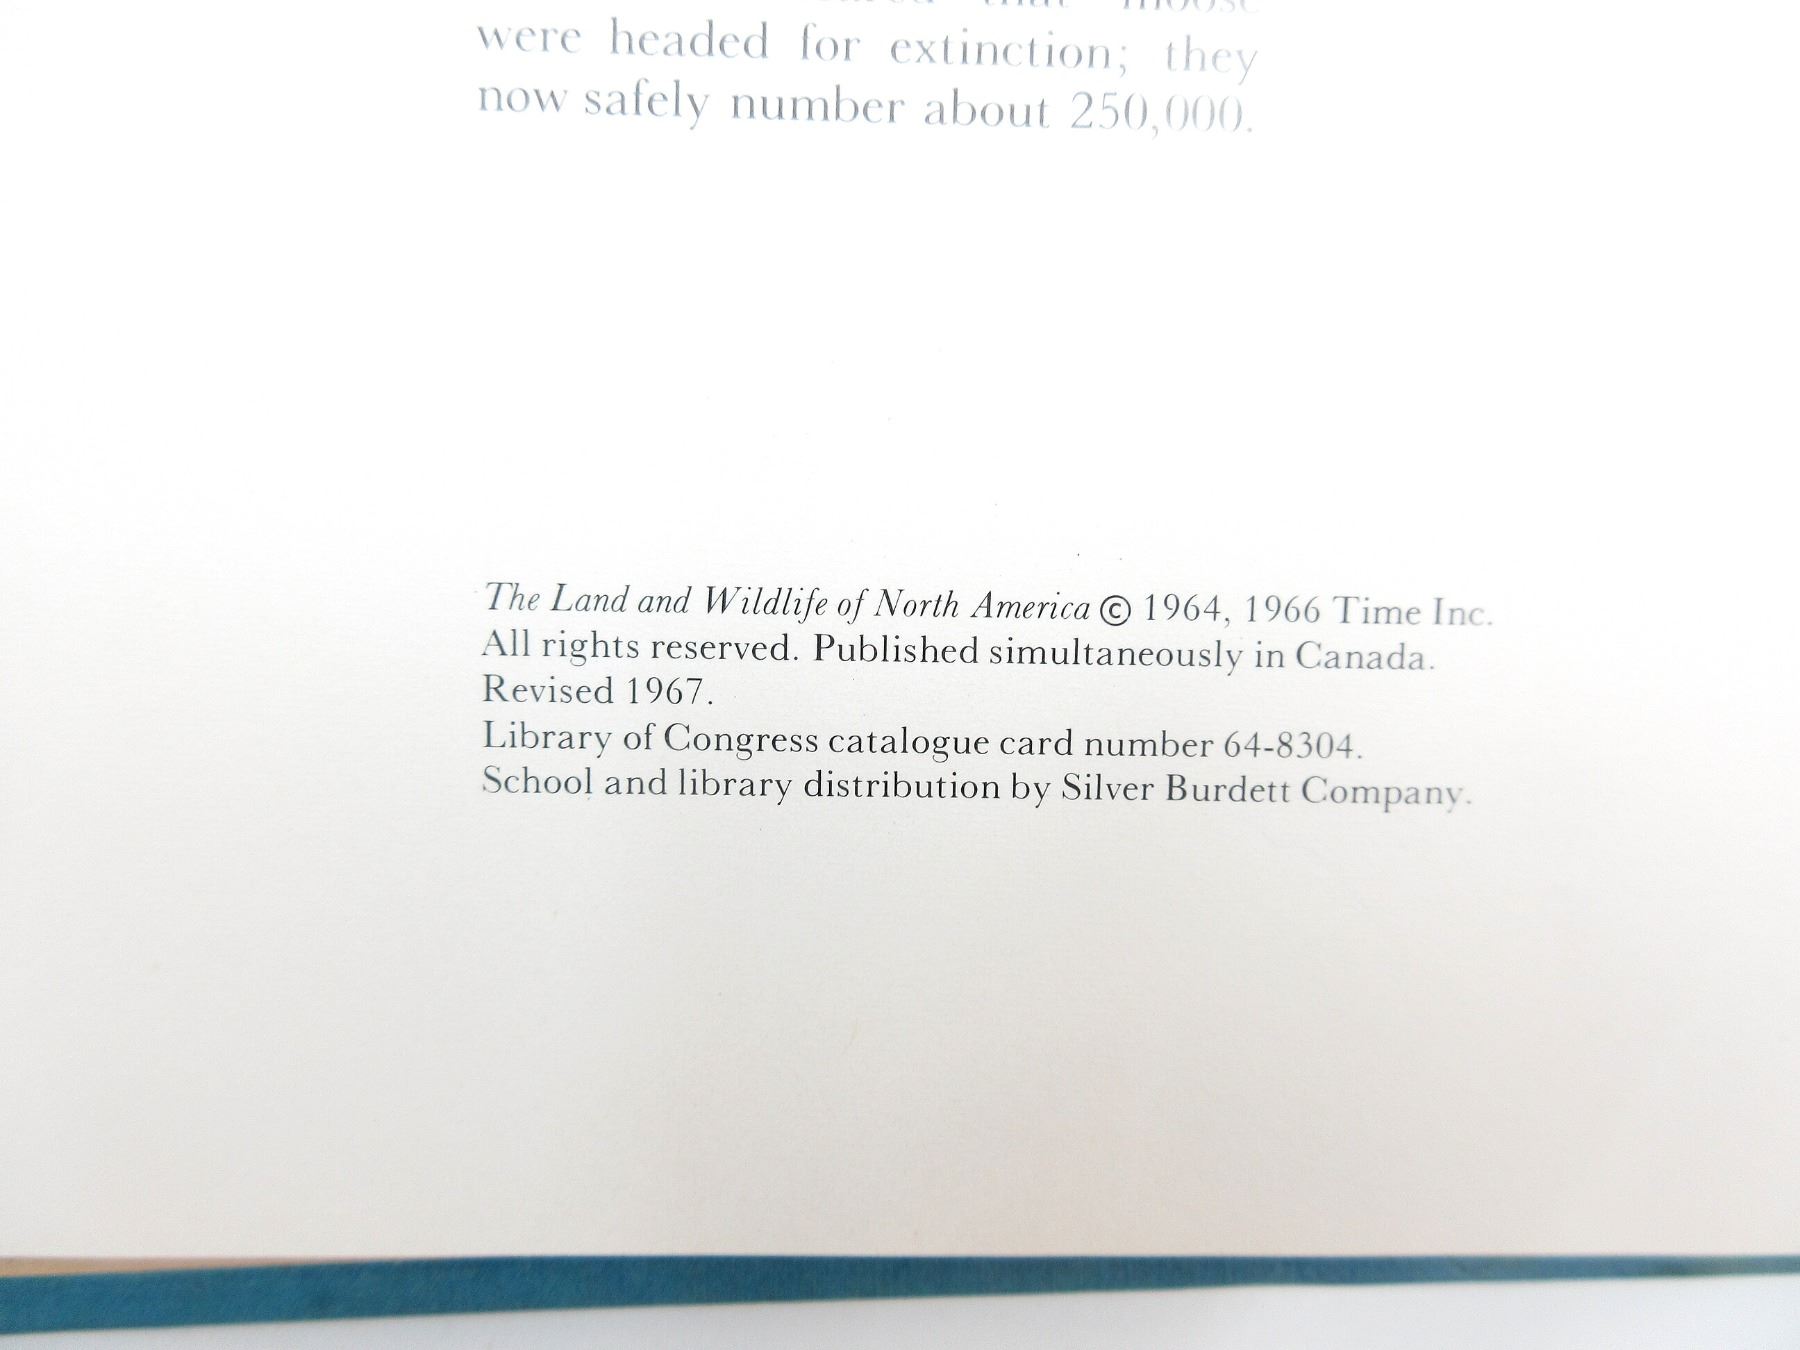 that moose
were headed for extinction; they
now safely number about 250,000.
The Land and Wildlife of North America © 1964, 1966 Time Inc.
All rights reserved. Published simultaneously in Canada.
Revised 1967.
Library of Congress catalogue card number 64-8304.
School and library distribution by Silver Burdett Company.